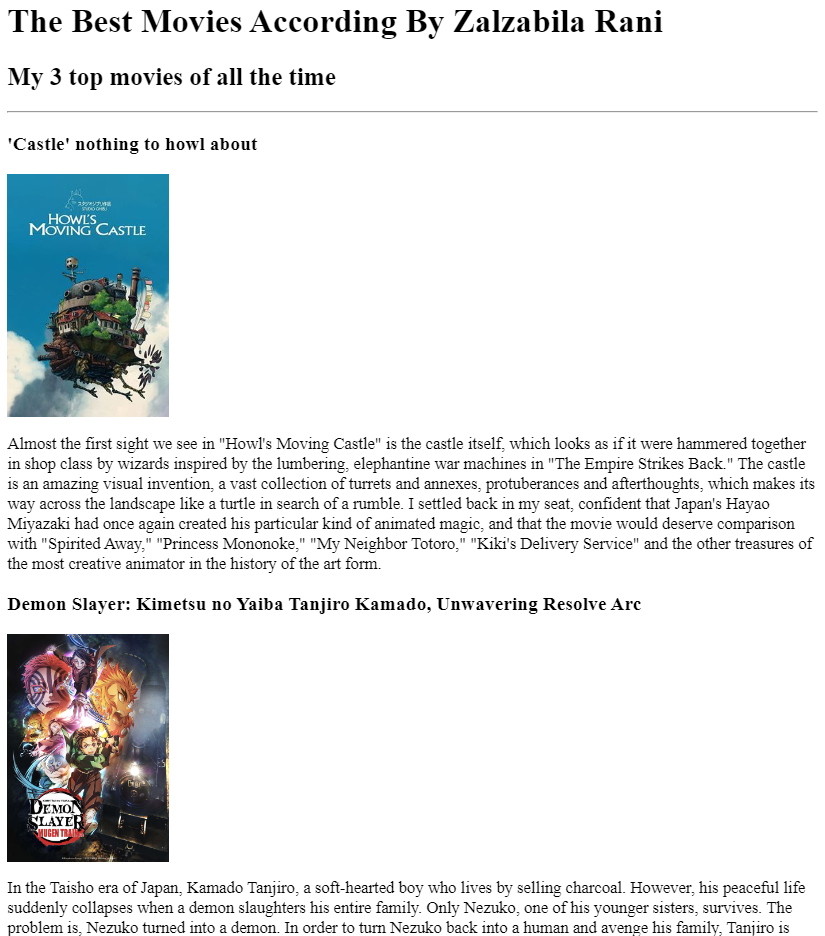 The Best Movies According By Zalzabila Rani
My 3 top movies of all the time
'Castle' nothing to howl about
スタジオジブリ作品
STUDIO GHIBLI
HOWL'S
MOVING CASTLE
Almost the first sight we see in "Howl's Moving Castle" is the castle itself, which looks as if it were hammered together
in shop class by wizards inspired by the lumbering, elephantine war machines in "The Empire Strikes Back." The castle
is an amazing visual invention, a vast collection of turrets and annexes, protuberances and afterthoughts, which makes its
way across the landscape like a turtle in search of a rumble. I settled back in my seat, confident that Japan's Hayao
Miyazaki had once again created his particular kind of animated magic, and that the movie would deserve comparison
with "Spirited Away," "Princess Mononoke," "My Neighbor Totoro," "Kiki's Delivery Service" and the other treasures of
the most creative animator in the history of the art form.
Demon Slayer: Kimetsu no Yaiba Tanjiro Kamado, Unwavering Resolve Arc
DEMON
SLAYER
MUGEN TRAIN
In the Taisho era of Japan, Kamado Tanjiro, a soft-hearted boy who lives by selling charcoal. However, his peaceful life
suddenly collapses when a demon slaughters his entire family. Only Nezuko, one of his younger sisters, survives. The
problem is, Nezuko turned into a demon. In order to turn Nezuko back into a human and avenge his family, Tanjiro is